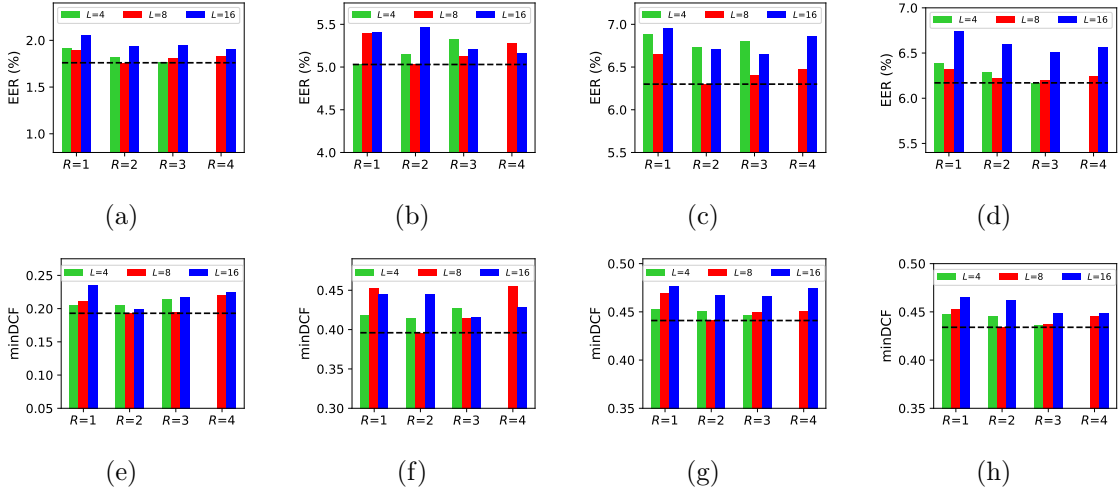 L=4 L=8 L=16
2.0
1.5
1.0
EER (%)
R=1 R=2 R=3 R=4
(a)
L=4 L=8 L=16
5.5
5.0
4.5
4.0
EER (%)
R=1 R=2 R=3 R=4
(b)
L=4 L=8 L=16
7.0
6.5
6.0
5.5
EER (%)
R=1 R=2 R=3 R=4
(c)
L=4 L=8 L=16
7.0
6.5
6.0
5.5
EER (%)
R=1 R=2 R=3 R=4
(d)
L=4 L=8 L=16
0.25
0.20
0.15
0.10
0.05
minDCF
R=1 R=2 R=3 R=4
(e)
L=4 L=8 L=16
0.45
0.40
0.35
0.30
minDCF
R=1 R=2 R=3 R=4
(f)
L=4 L=8 L=16
0.50
0.45
0.40
0.35
minDCF
R=1 R=2 R=3 R=4
(g)
L=4 L=8 L=16
0.50
0.45
0.40
0.35
minDCF
R=1 R=2 R=3 R=4
(h)